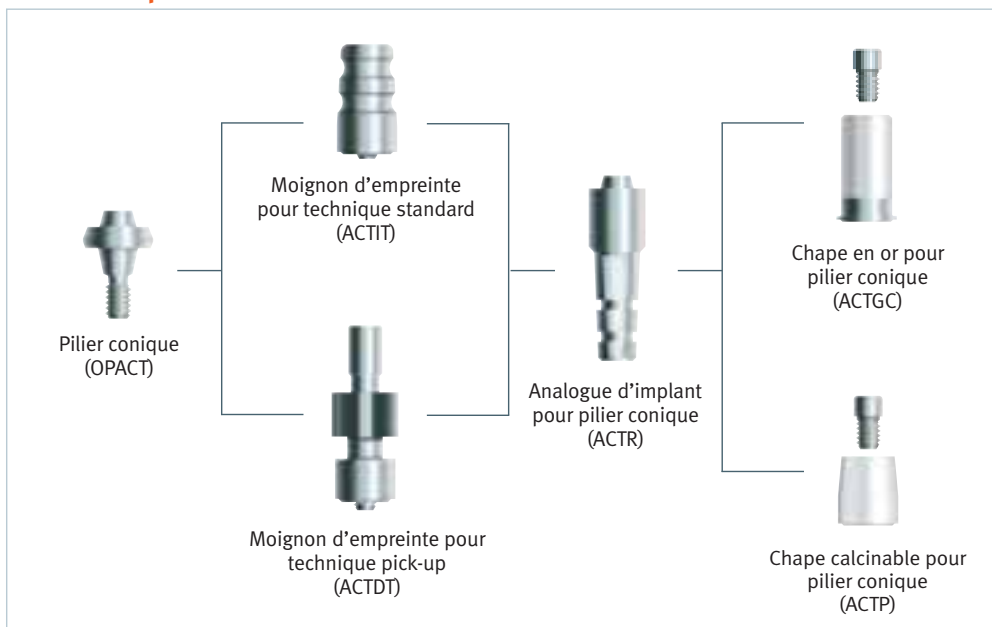 Pilier conique
(OPACT)
Moignon d'empreinte
pour technique standard
(ACTIT)
Moignon d'empreinte pour
technique pick-up
(ACTDT)
Analogue d'implant
pour pilier conique
(ACTR)
Chape en or pour
pilier conique
(ACTGC)
Chape calcinable pour
pilier conique
(ACTP)